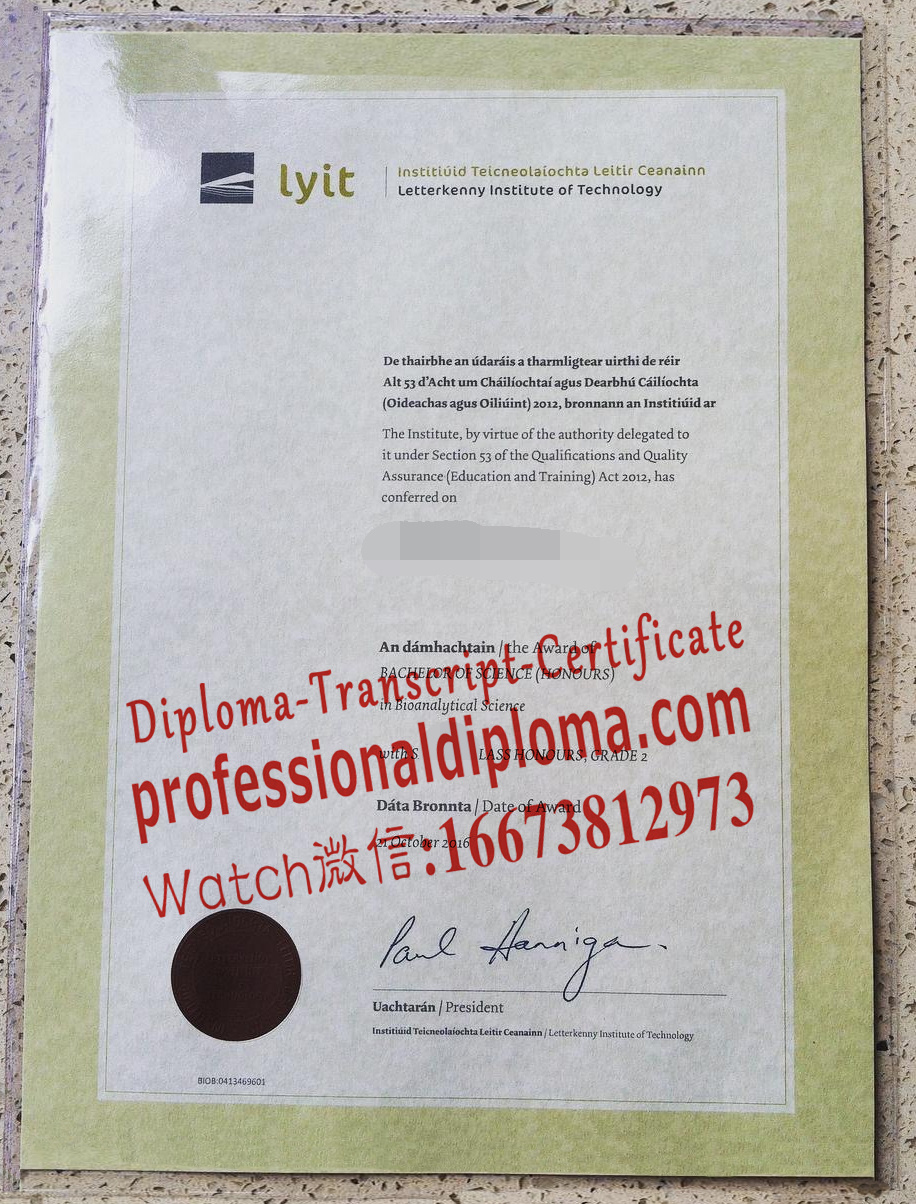 lyit
Institiúid Teicneolaíochta Leitir Ceanainn
Letterkenny Institute of Technology
De thairbhe an údaráis a tharmligtear uirthi de réir
Alt 53 d'Acht um Cháilíochtaí agus Dearbhú Cáilíochta
(Oideachas agus Oiliúint) 2012, bronnann an Institiúid ar
The Institute, by virtue of the authority delegated to
it under Section 53 of the Qualifications and Quality
Assurance (Education and Training) Act 2012, has
conferred on
An dámhachtain / the Award of
BACHELOR OF SCIENCE (HONOURS)
in Bioanalytical Science
Diploma-Transcript-Certificate
with S LASS HONOURS, GRADE 2
professionaldiploma.com
Dáta Bronnta / Date of Award
21 October 2016
Watch微信:16673812973
Paul Hannigan.
Uachtarán / President
Institiúid Teicneolaíochta Leitir Ceanainn / Letterkenny Institute of Technology
BIOB:0413469601